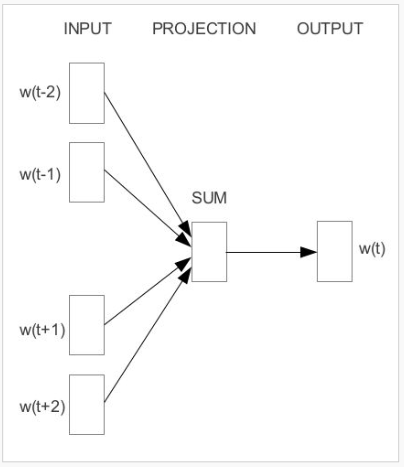 INPUT PROJECTION OUTPUT
w(t-2)
w(t-1)
SUM
w(t)
w(t+1)
w(t+2)